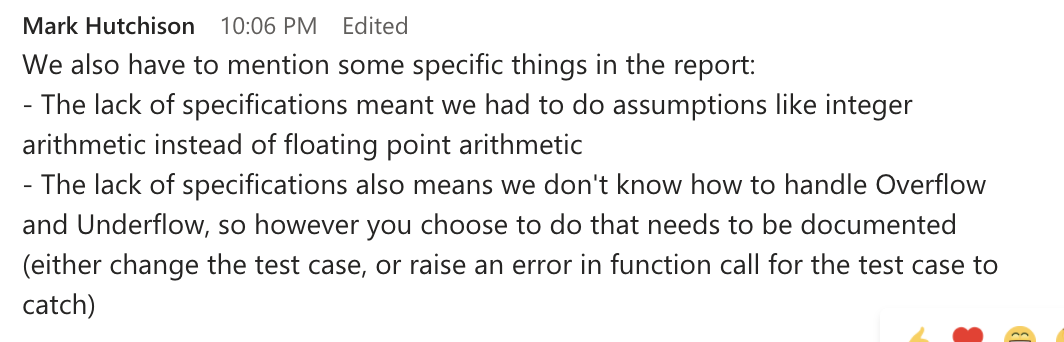 Mark Hutchison 10:06 PM Edited
We also have to mention some specific things in the report:
- The lack of specifications meant we had to do assumptions like integer
arithmetic instead of floating point arithmetic
- The lack of specifications also means we don't know how to handle Overflow
and Underflow, so however you choose to do that needs to be documented
(either change the test case, or raise an error in function call for the test case to
catch)